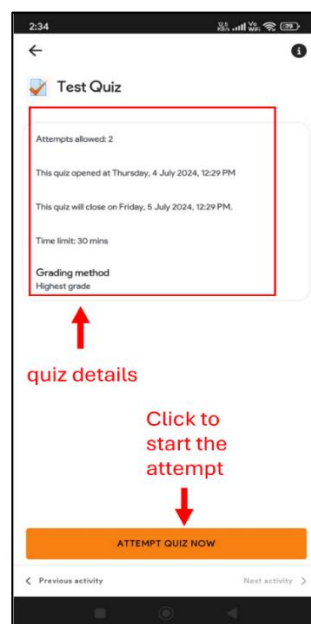 2:34
Test Quiz
Attempts allowed: 2
This quiz opened at Thursday, 4 July 2024, 12:29 PM
This quiz will close on Friday, 5 July 2024, 12:29 PM.
Time limit: 30 mins
Grading method
Highest grade
quiz details
Click to
start the
attempt
ATTEMPT QUIZ NOW
Previous activity
Next activity